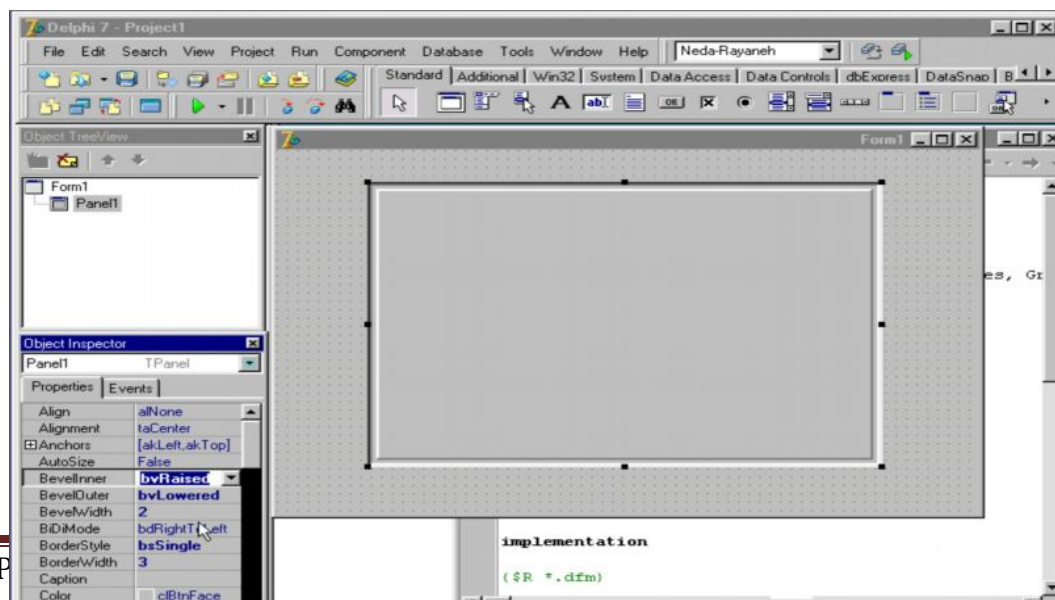 Delphi 7 - Project1
File Edit Search View Project Run Component Database Tools Window Help
Neda-Rayaneh
Standard Additional Win32 System Data Access Data Controls dbExpress DataSnap B
A abI OK
Object TreeView
Form1
Panel1
Form1
es, Gr
Object Inspector
Panel1 TPanel
Properties Events
Align alNone
Alignment taCenter
Anchors [akLeft,akTop]
AutoSize False
BevelInner bvRaised
BevelOuter bvLowered
BevelWidth 2
BiDiMode
BorderStyle bsSingle
BorderWidth 3
Caption
Color clBtnFace
implementation
{$R *.dfm}
P